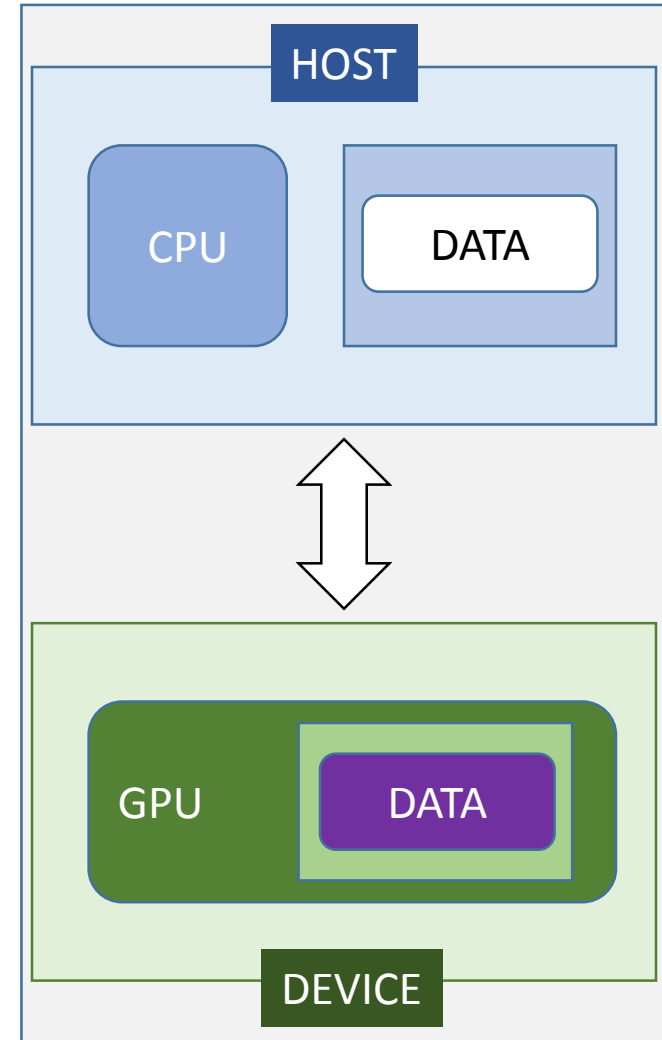 HOST
CPU
DATA
GPU
DATA
DEVICE